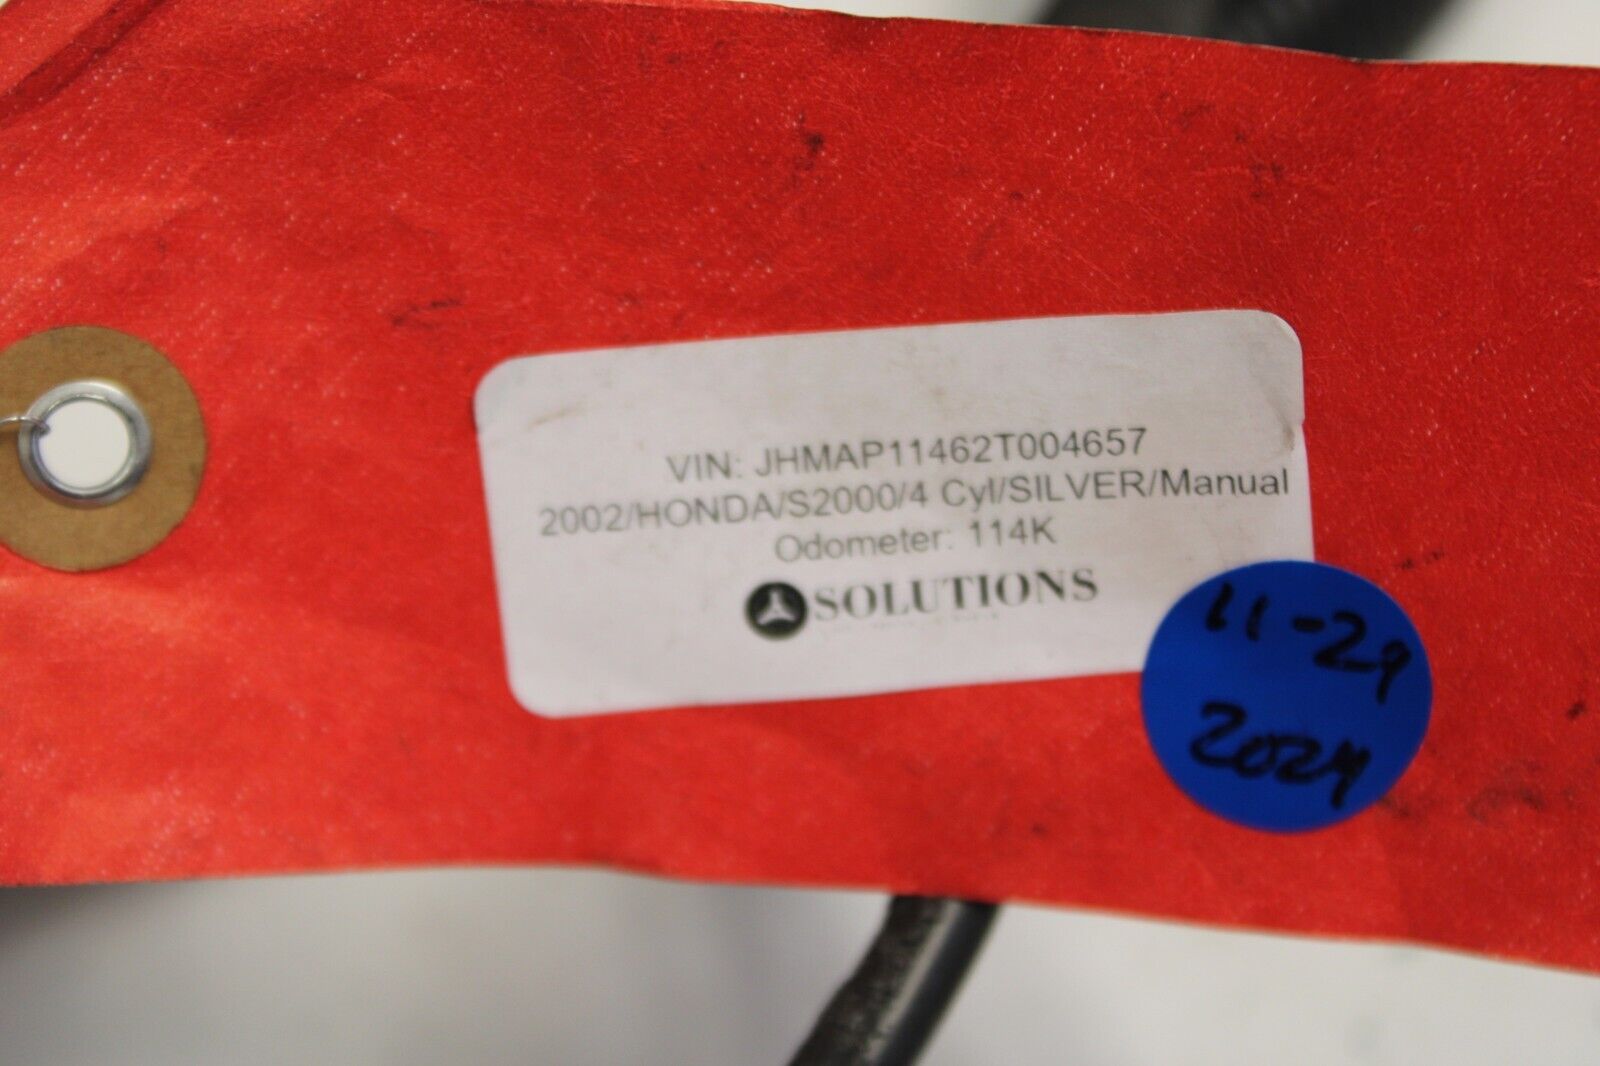 VIN: JHMAP11462T004657
2002/HONDA/S2000/4 Cyl/SILVER/Manual
Odometer: 114K
SOLUTIONS
11-29
2024